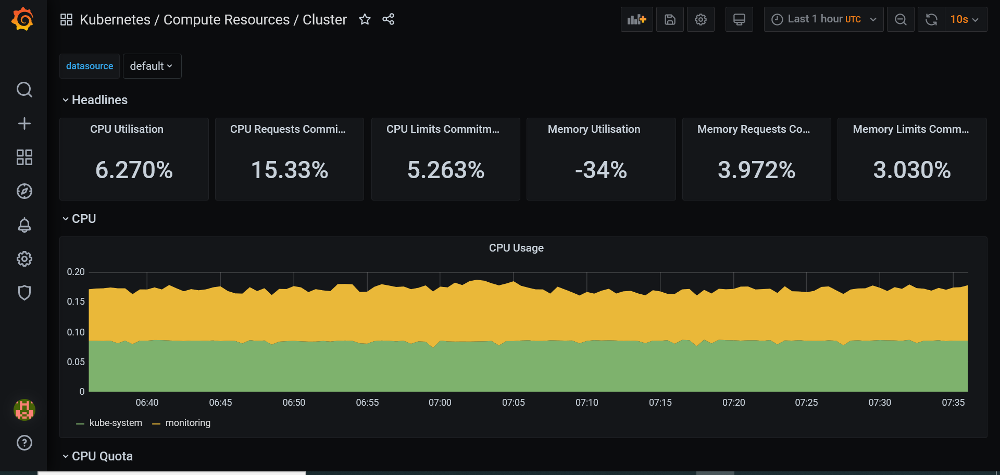 Kubernetes / Compute Resources / Cluster
Last 1 hour UTC
10s
datasource
default
Headlines
CPU Utilisation
6.270%
CPU Requests Commi...
15.33%
CPU Limits Commitm...
5.263%
Memory Utilisation
-34%
Memory Requests Co...
3.972%
Memory Limits Comm...
3.030%
CPU
CPU Usage
0.20
0.15
0.10
0.05
0
06:40 06:45 06:50 06:55 07:00 07:05 07:10 07:15 07:20 07:25 07:30 07:35
kube-system monitoring
CPU Quota